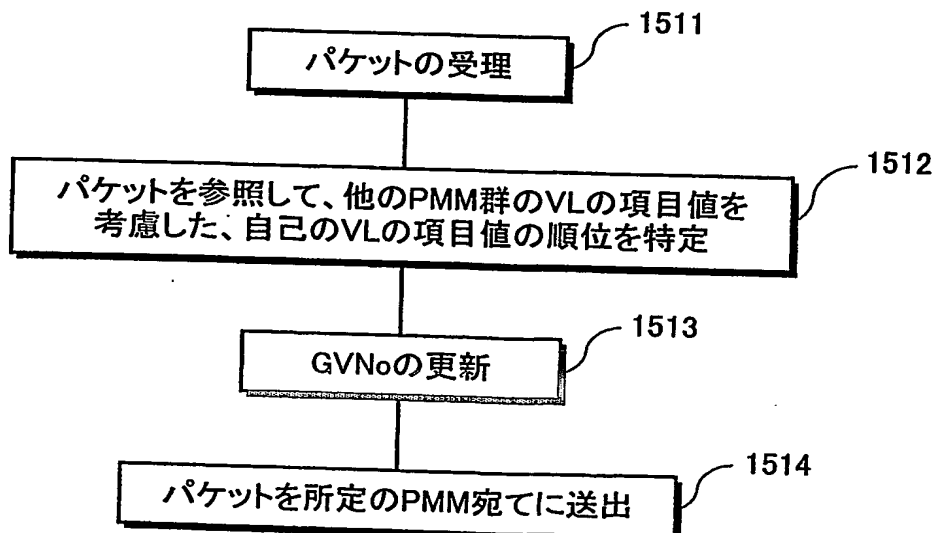 1511
パケットの受理
1512
パケットを参照して、他のPMM群のVLの項目値を
考慮した、自己のVLの項目値の順位を特定
1513
GVNoの更新
1514
パケットを所定のPMM宛てに送出